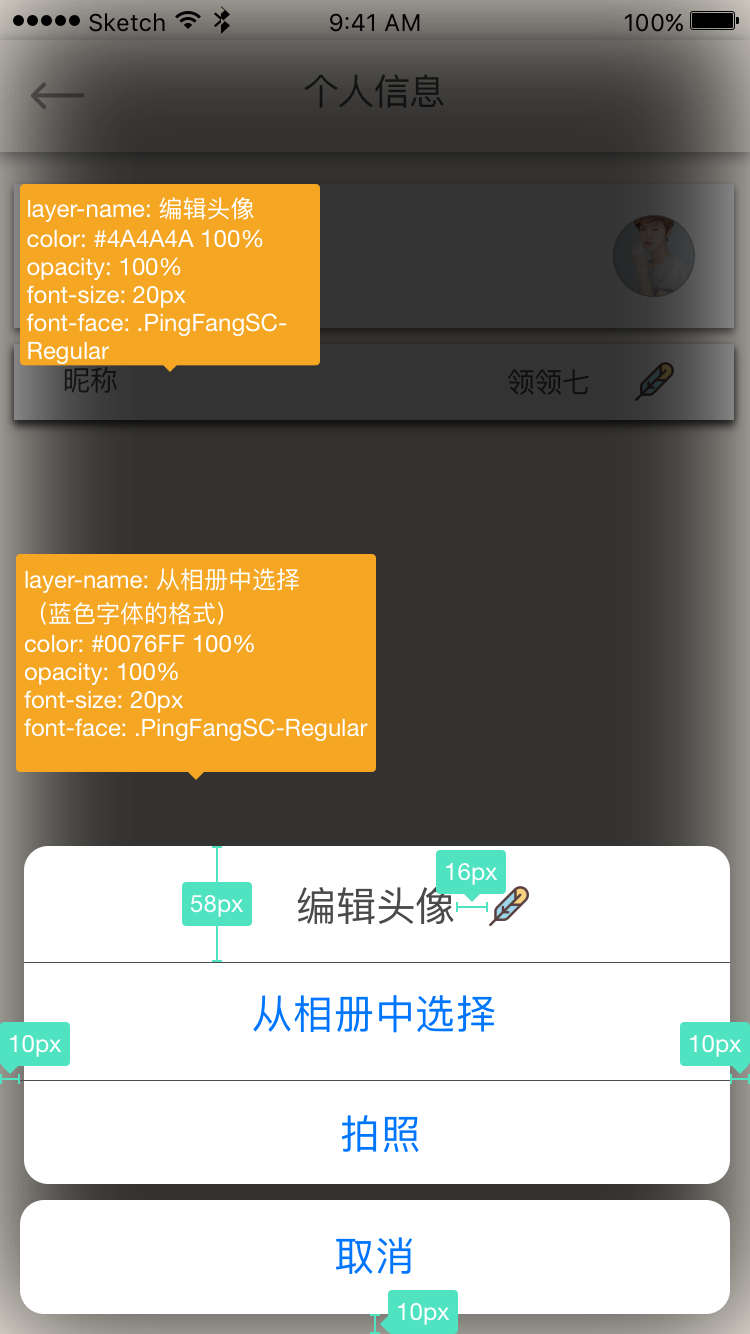 Sketch 9:41 AM 100%
个人信息
layer-name: 编辑头像
color: #4A4A4A 100%
opacity: 100%
font-size: 20px
font-face: .PingFangSC-
Regular
昵称 领领七
layer-name: 从相册中选择
（蓝色字体的格式）
color: #0076FF 100%
opacity: 100%
font-size: 20px
font-face: .PingFangSC-Regular
16px
58px 编辑头像
从相册中选择
10px 10px
拍照
取消
10px